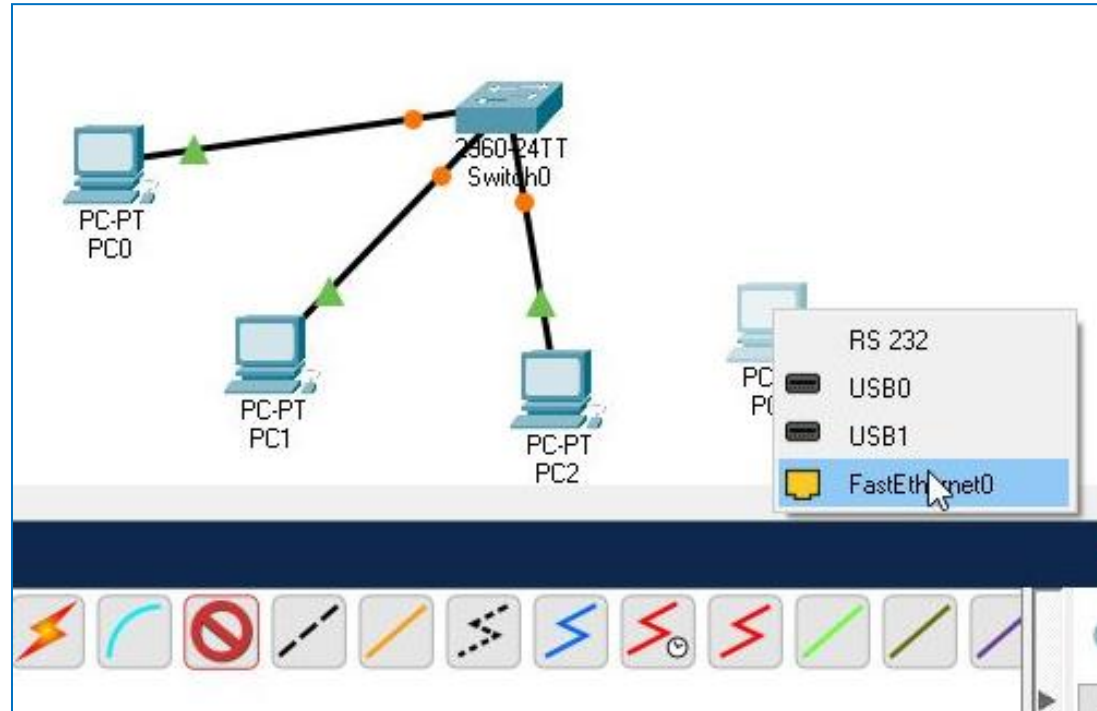 2960-24TT
Switch0
PC-PT
PC0
PC-PT
PC1
PC-PT
PC2
RS 232
USB0
USB1
FastEthernet0